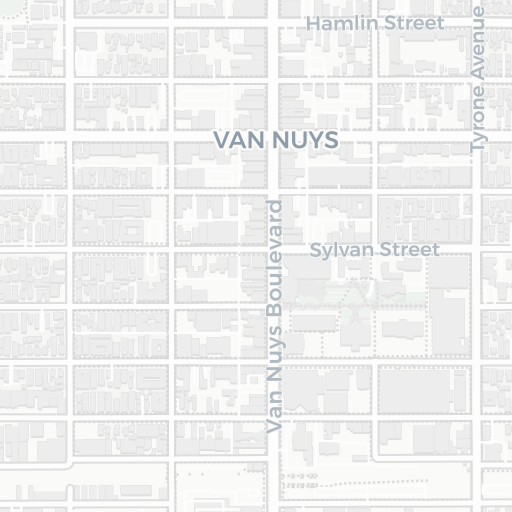 Hamlin Street
Tyrone Avenue
VAN NUYS
Sylvan Street
Van Nuys Boulevard